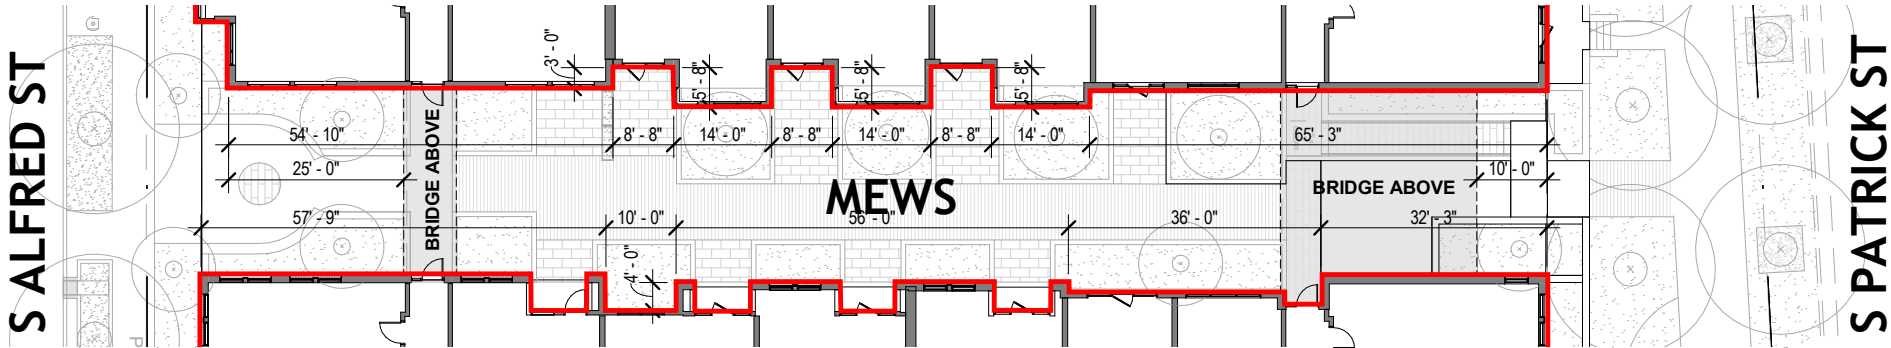 S ALFRED ST
3' - 0"
5' - 8"
5' - 8"
5' - 8"
54' - 10"
8' - 8"
14' - 0"
8' - 8"
14' - 0"
8' - 8"
14' - 0"
65' - 3"
25' - 0"
10' - 0"
BRIDGE ABOVE
MEWS
BRIDGE ABOVE
57' - 9"
10' - 0"
56' - 0"
36' - 0"
32' - 3"
4' - 0"
S PATRICK ST
P